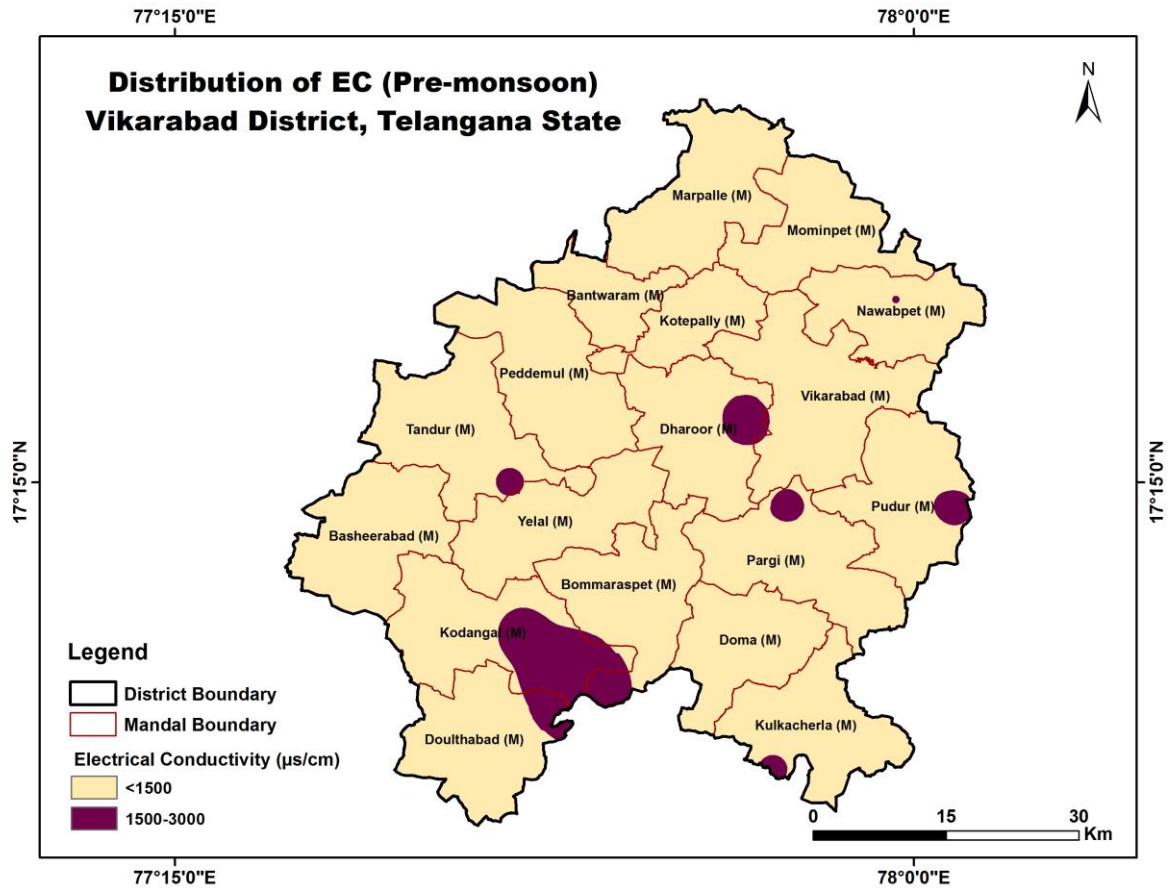 77°15'0"E
78°0'0"E
Distribution of EC (Pre-monsoon)
Vikarabad District, Telangana State
N
Marpalle (M)
Mominpet (M)
Bantwaram (M)
Kotepally (M)
Nawabpet (M)
Peddemul (M)
Vikarabad (M)
Tandur (M)
Dharoor (M)
17°15'0"N
17°15'0"N
Pudur (M)
Yelal (M)
Basheerabad (M)
Pargi (M)
Bommaraspet (M)
Kodangal (M)
Doma (M)
Kulkacherla (M)
Doulthabad (M)
Legend
District Boundary
Mandal Boundary
Electrical Conductivity (µs/cm)
<1500
1500-3000
0
15
30
Km
77°15'0"E
78°0'0"E